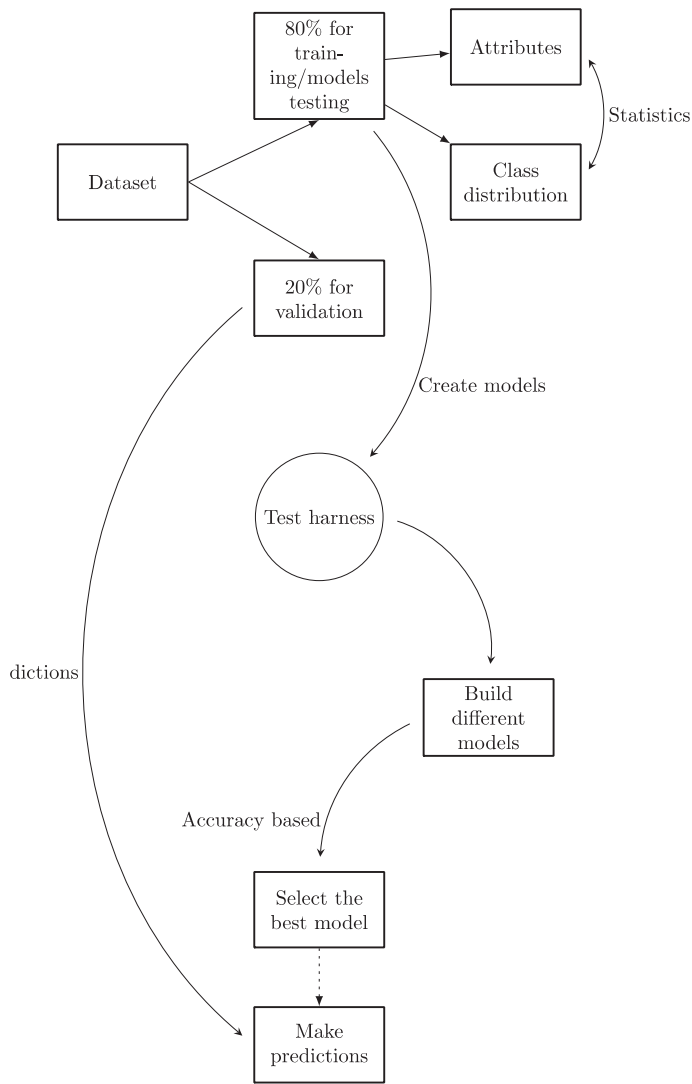 80% for
train-
ing/models
testing
Attributes
Statistics
Dataset
Class
distribution
20% for
validation
Create models
Test harness
dictions
Build
different
models
Accuracy based
Select the
best model
Make
predictions